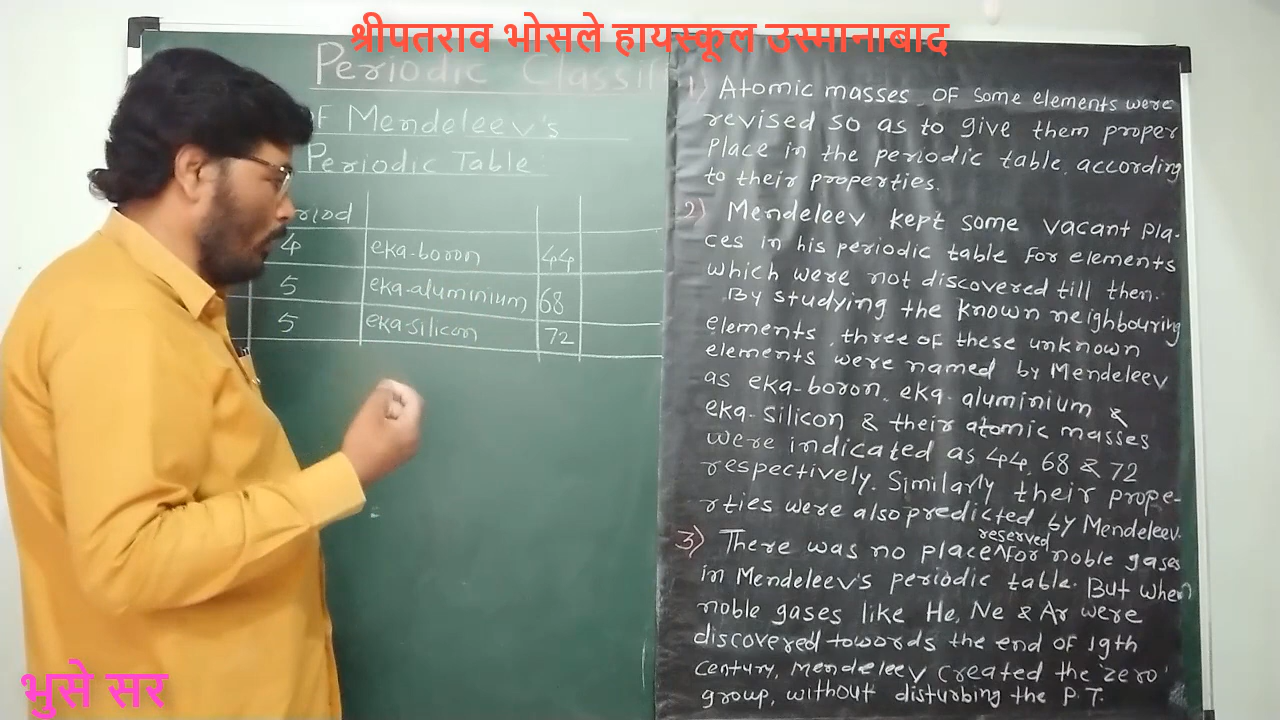 श्रीपतराव भोसले हायस्कूल उस्मानाबाद
Periodic Classif
of Mendeleev's
Periodic Table:
riod
4 eka-boron 44
5 eka-aluminium 68
5 eka-silicon 72
1) Atomic masses of some elements were
revised so as to give them proper
place in the periodic table according
to their properties.
2) Mendeleev kept some vacant pla-
ces in his periodic table for elements
which were not discovered till then.
By studying the known neighbouring
elements, three of these unknown
elements were named by Mendeleev
as eka-boron, eka-aluminium &
eka-silicon & their atomic masses
were indicated as 44, 68 & 72
respectively. Similarly their prope-
rties were also predicted by Mendeleev.
3) There was no place ^reserved for noble gases
in Mendeleev's periodic table. But when
noble gases like He, Ne & Ar were
discovered towords the end of 19th
century, Mendeleev created the 'zero'
group, without disturbing the P.T.
भुसे सर